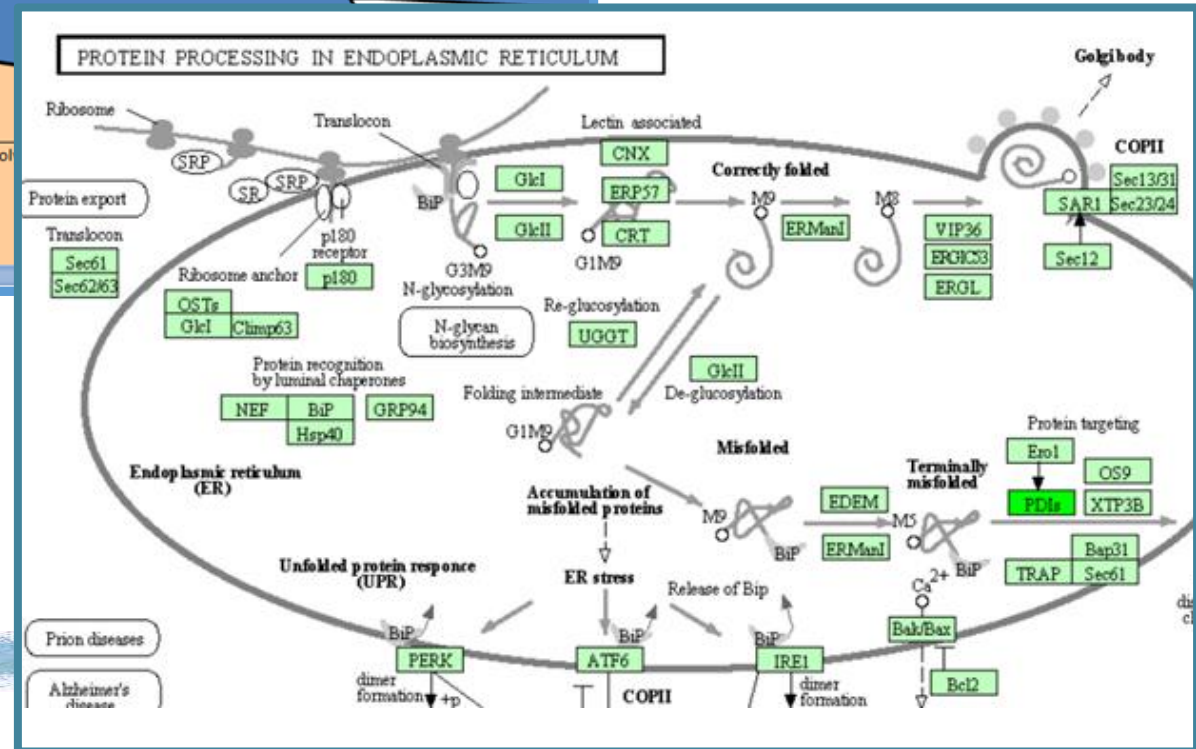 PROTEIN PROCESSING IN ENDOPLASMIC RETICULUM
Golgi body
Ribosome
Translocon
Lectin associated
COPII
SRP
SR
SRP
BiP
GlcI
GlcII
CNX
ERP57
CRT
Correctly folded
M9
ERManI
M8
VIP36
ERGIC53
ERGL
SAR1
Sec13/31
Sec23/24
Sec12
Protein export
Translocon
Sec61
Sec62/63
Ribosome anchor
p180
receptor
p180
G3M9
N-glycosylation
G1M9
OSTs
GlcI
Climp63
N-glycan
biosynthesis
Re-glucosylation
UGGT
GlcII
De-glucosylation
Protein recognition
by luminal chaperones
NEF
BiP
GRP94
Hsp40
Folding intermediate
G1M9
Misfolded
Protein targeting
Ero1
OS9
PDIs
XTP3B
Endoplasmic reticulum
(ER)
Accumulation of
misfolded proteins
M9
BiP
EDEM
ERManI
Terminally
misfolded
M5
BiP
Bap31
TRAP
Sec61
Unfolded protein responce
(UPR)
ER stress
Release of Bip
Ca2+
Prion diseases
BiP
PERK
BiP
ATF6
BiP
IRE1
Bak/Bax
Bcl2
Alzheimer's
disease
dimer
formation
+p
COPII
dimer
formation